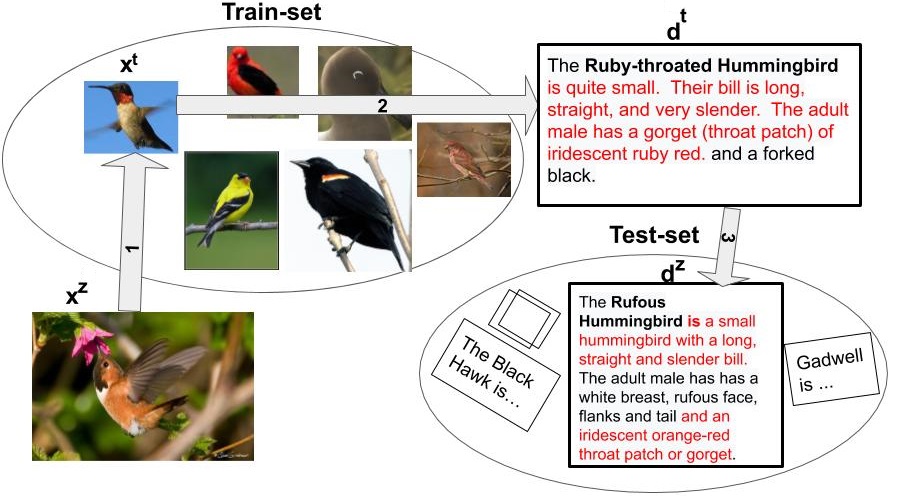 Train-set
x^t
2
d^t
The Ruby-throated Hummingbird
is quite small. Their bill is long,
straight, and very slender. The adult
male has a gorget (throat patch) of
iridescent ruby red. and a forked
black.
1
3
x^z
Test-set
d^z
The Rufous
Hummingbird is a small
hummingbird with a long,
straight and slender bill.
The adult male has has a
white breast, rufous face,
flanks and tail and an
iridescent orange-red
throat patch or gorget.
The Black
Hawk is...
Gadwell
is ...